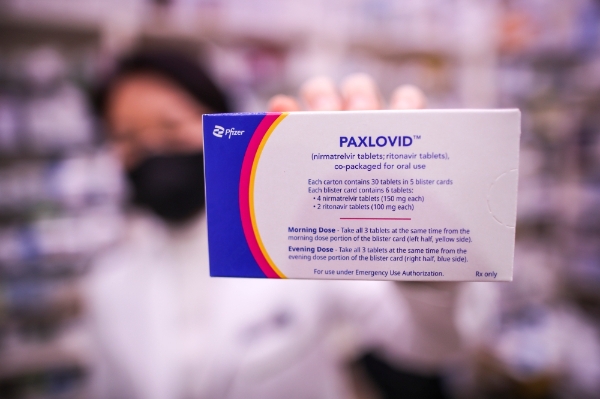 Pfizer
PAXLOVID™
(nirmatrelvir tablets; ritonavir tablets),
co-packaged for oral use
Each carton contains 30 tablets in 5 blister cards
Each blister card contains 6 tablets:
• 4 nirmatrelvir tablets (150 mg each)
• 2 ritonavir tablets (100 mg each)
Morning Dose - Take all 3 tablets at the same time from the
morning dose portion of the blister card (left half, yellow side).
Evening Dose - Take all 3 tablets at the same time from the
evening dose portion of the blister card (right half, blue side).
For use under Emergency Use Authorization.
Rx only